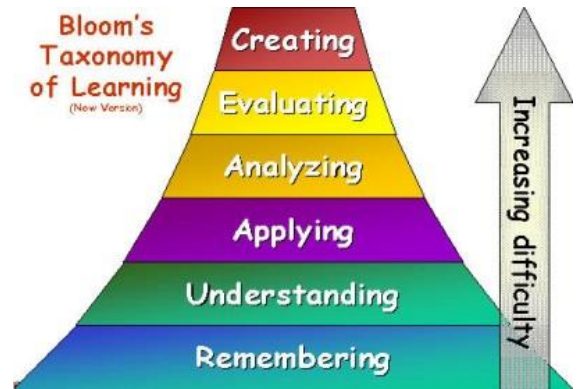 Bloom's
Taxonomy
of Learning
(New Version)
Creating
Evaluating
Analyzing
Applying
Understanding
Remembering
Increasing difficulty